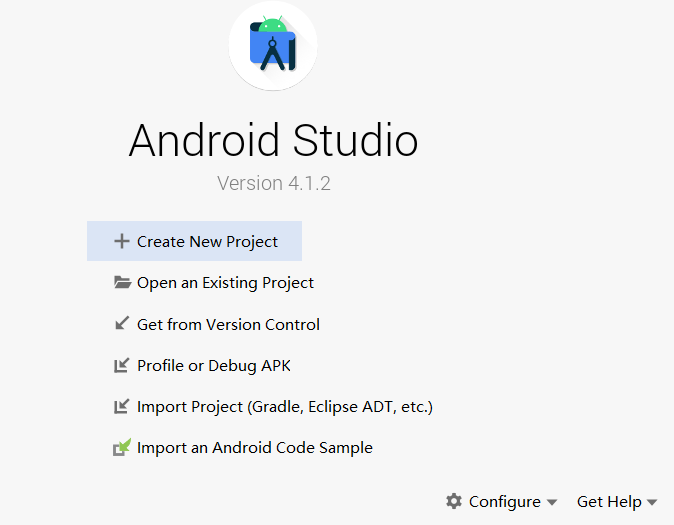 Android Studio
Version 4.1.2
Create New Project
Open an Existing Project
Get from Version Control
Profile or Debug APK
Import Project (Gradle, Eclipse ADT, etc.)
Import an Android Code Sample
Configure Get Help